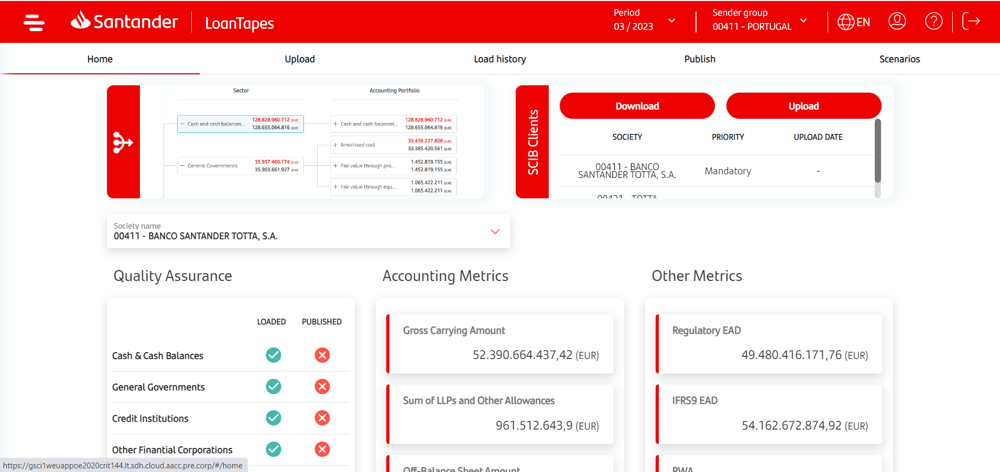 Santander
LoanTapes
Period
03 / 2023
Sender group
00411 - PORTUGAL
EN
Home
Upload
Load history
Publish
Scenarios
Sector
Accounting Portfolio
Cash and cash balances...
128.828.960.712 (EUR)
128.655.064.816 (EUR)
Cash and cash balances...
128.828.960.712 (EUR)
128.655.064.816 (EUR)
Amortised cost
33.439.227.808 (EUR)
33.385.420.561 (EUR)
General Governments
35.957.469.174 (EUR)
35.903.661.927 (EUR)
Fair value through pro...
1.452.819.155 (EUR)
1.452.819.155 (EUR)
Fair value through equ...
1.065.422.211 (EUR)
1.065.422.211 (EUR)
SCIB Clients
Download
Upload
SOCIETY
PRIORITY
UPLOAD DATE
00411 - BANCO
SANTANDER TOTTA, S.A.
Mandatory
-
00421 - TOTTA
Society name
00411 - BANCO SANTANDER TOTTA, S.A.
Quality Assurance
LOADED
PUBLISHED
Cash & Cash Balances
General Governments
Credit Institutions
Other Finantial Corporations
Accounting Metrics
Gross Carrying Amount
52.390.664.437,42 (EUR)
Sum of LLPs and Other Allowances
961.512.643,9 (EUR)
Off-Balance Sheet Amount
Other Metrics
Regulatory EAD
49.480.416.171,76 (EUR)
IFRS9 EAD
54.162.672.874,92 (EUR)
RWA
https://gsci1weuappoe2020crit144.lt.sdh.cloud.aacc.pre.corp/#/home